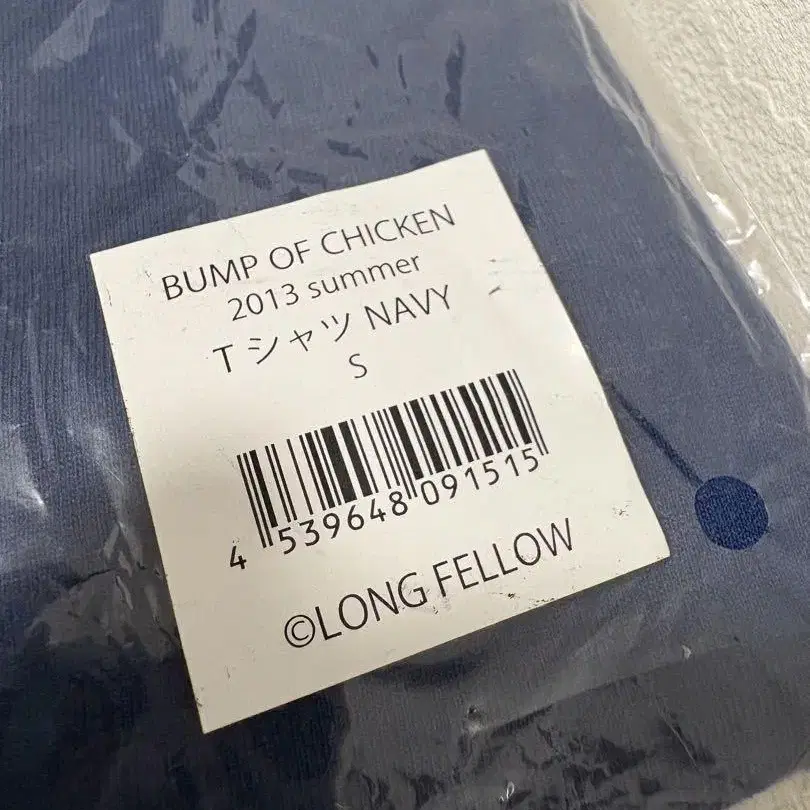 BUMP OF CHICKEN
2013 summer
Tシャツ NAVY
S
4 539648 091515
©LONG FELLOW